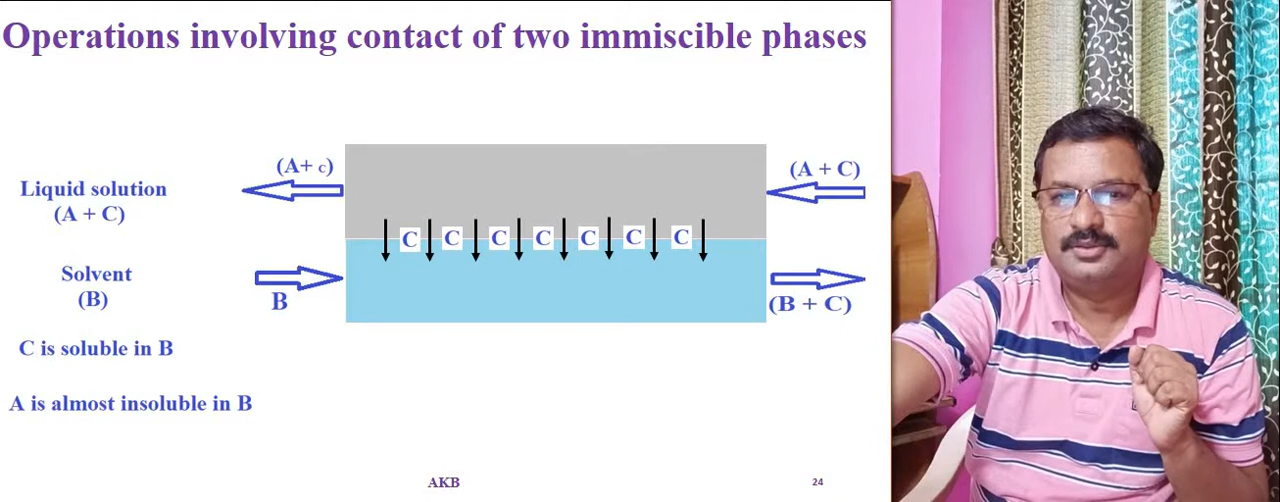 Operations involving contact of two immiscible phases
(A+ c)
(A + C)
Liquid solution
(A + C)
C C C C C C C
Solvent
(B)
B
(B + C)
C is soluble in B
A is almost insoluble in B
AKB
24